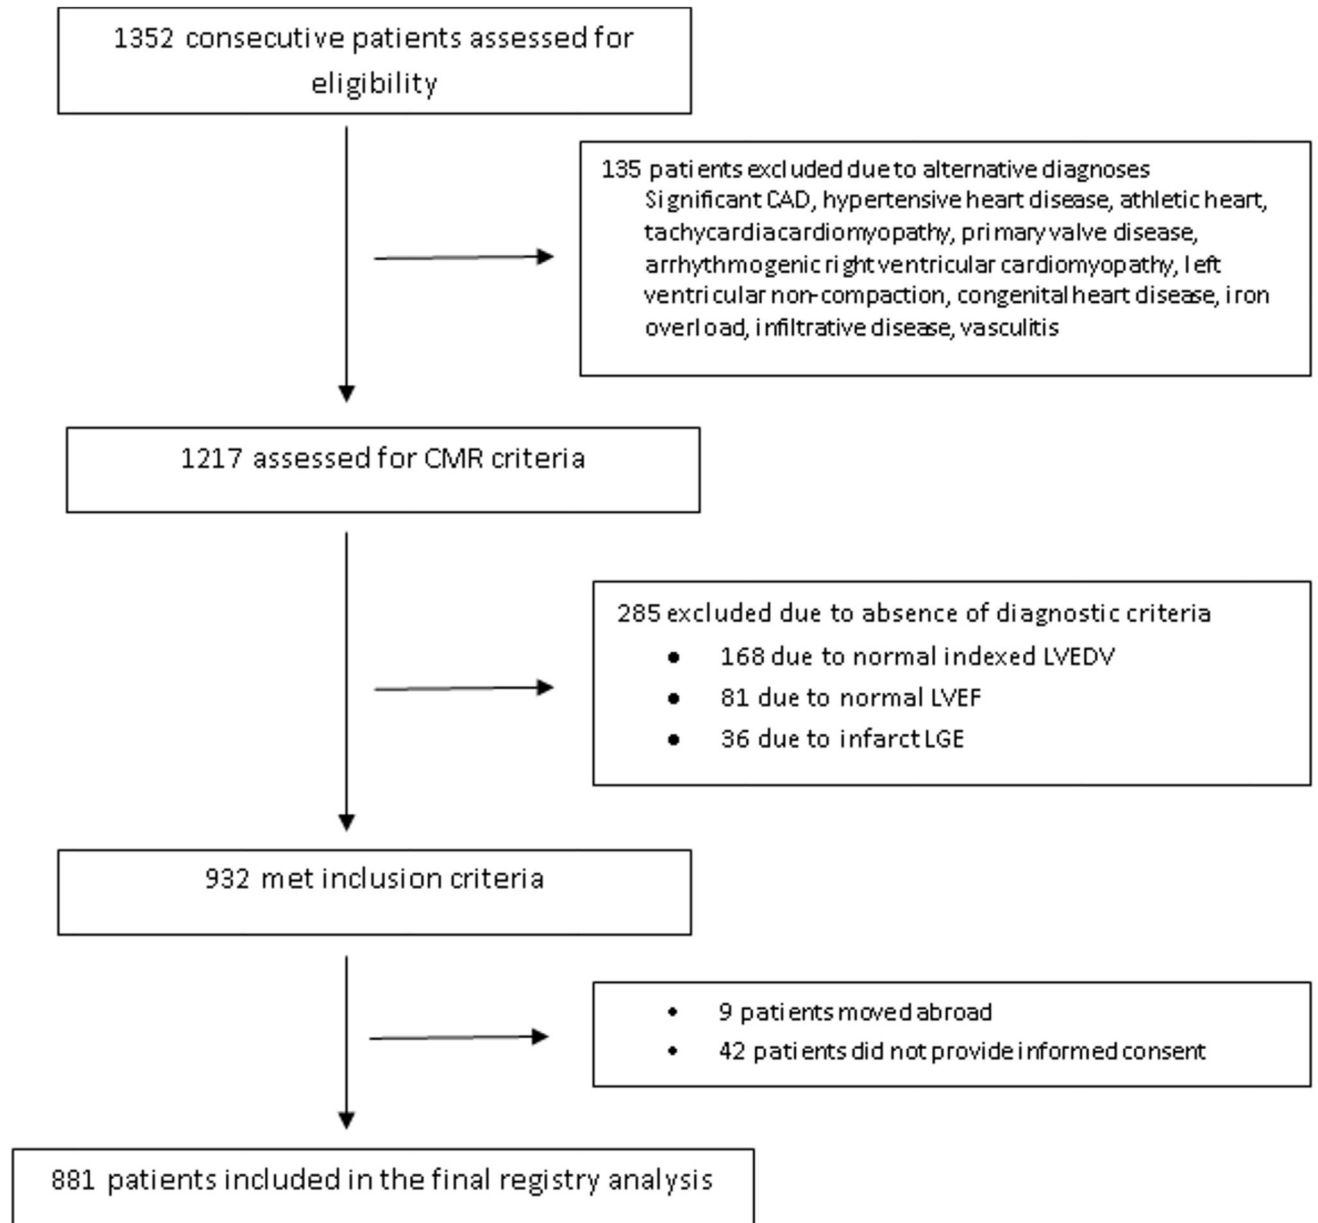 1352 consecutive patients assessed for
eligibility
135 patients excluded due to alternative diagnoses
Significant CAD, hypertensive heart disease, athletic heart,
tachycardiacardiomyopathy, primary valve disease,
arrhythmogenic right ventricular cardiomyopathy, left
ventricular non-compaction, congenital heart disease, iron
overload, infiltrative disease, vasculitis
1217 assessed for CMR criteria
285 excluded due to absence of diagnostic criteria
• 168 due to normal indexed LVEDV
• 81 due to normal LVEF
• 36 due to infarct LGE
932 met inclusion criteria
• 9 patients moved abroad
• 42 patients did not provide informed consent
881 patients included in the final registry analysis